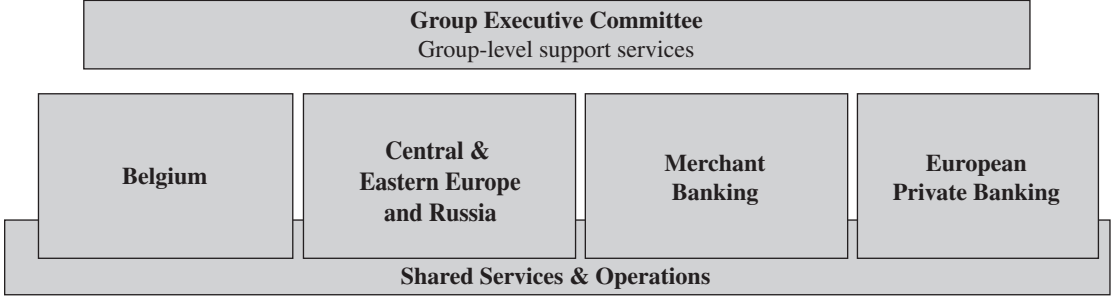 Group Executive Committee
Group-level support services
Belgium
Central &
Eastern Europe
and Russia
Merchant
Banking
European
Private Banking
Shared Services & Operations